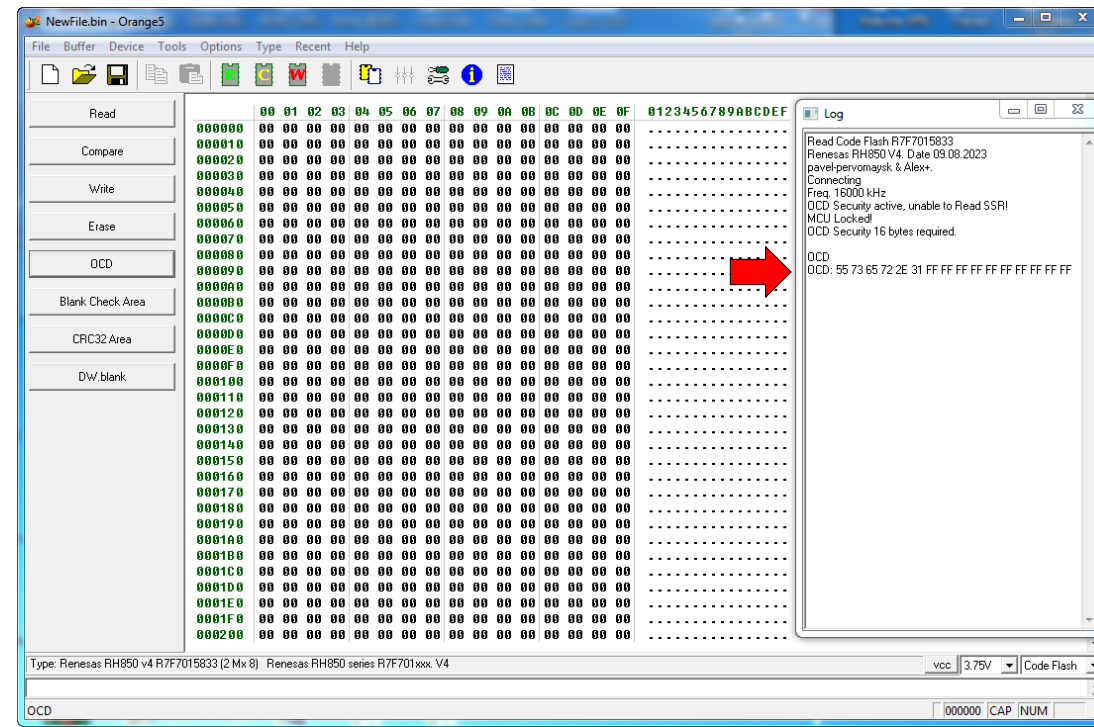 NewFile.bin - Orange5
File Buffer Device Tools Options Type Recent Help
R C W
Read
Compare
Write
Erase
OCD
Blank Check Area
CRC32 Area
DW.blank
00 01 02 03 04 05 06 07 08 09 0A 0B 0C 0D 0E 0F 0123456789ABCDEF
000000 00 00 00 00 00 00 00 00 00 00 00 00 00 00 00 00 ................
000010 00 00 00 00 00 00 00 00 00 00 00 00 00 00 00 00 ................
000020 00 00 00 00 00 00 00 00 00 00 00 00 00 00 00 00 ................
000030 00 00 00 00 00 00 00 00 00 00 00 00 00 00 00 00 ................
000040 00 00 00 00 00 00 00 00 00 00 00 00 00 00 00 00 ................
000050 00 00 00 00 00 00 00 00 00 00 00 00 00 00 00 00 ................
000060 00 00 00 00 00 00 00 00 00 00 00 00 00 00 00 00 ................
000070 00 00 00 00 00 00 00 00 00 00 00 00 00 00 00 00 ................
000080 00 00 00 00 00 00 00 00 00 00 00 00 00 00 00 00 ................
000090 00 00 00 00 00 00 00 00 00 00 00 00 00 00 00 00 ................
0000A0 00 00 00 00 00 00 00 00 00 00 00 00 00 00 00 00 ................
0000B0 00 00 00 00 00 00 00 00 00 00 00 00 00 00 00 00 ................
0000C0 00 00 00 00 00 00 00 00 00 00 00 00 00 00 00 00 ................
0000D0 00 00 00 00 00 00 00 00 00 00 00 00 00 00 00 00 ................
0000E0 00 00 00 00 00 00 00 00 00 00 00 00 00 00 00 00 ................
0000F0 00 00 00 00 00 00 00 00 00 00 00 00 00 00 00 00 ................
000100 00 00 00 00 00 00 00 00 00 00 00 00 00 00 00 00 ................
000110 00 00 00 00 00 00 00 00 00 00 00 00 00 00 00 00 ................
000120 00 00 00 00 00 00 00 00 00 00 00 00 00 00 00 00 ................
000130 00 00 00 00 00 00 00 00 00 00 00 00 00 00 00 00 ................
000140 00 00 00 00 00 00 00 00 00 00 00 00 00 00 00 00 ................
000150 00 00 00 00 00 00 00 00 00 00 00 00 00 00 00 00 ................
000160 00 00 00 00 00 00 00 00 00 00 00 00 00 00 00 00 ................
000170 00 00 00 00 00 00 00 00 00 00 00 00 00 00 00 00 ................
000180 00 00 00 00 00 00 00 00 00 00 00 00 00 00 00 00 ................
000190 00 00 00 00 00 00 00 00 00 00 00 00 00 00 00 00 ................
0001A0 00 00 00 00 00 00 00 00 00 00 00 00 00 00 00 00 ................
0001B0 00 00 00 00 00 00 00 00 00 00 00 00 00 00 00 00 ................
0001C0 00 00 00 00 00 00 00 00 00 00 00 00 00 00 00 00 ................
0001D0 00 00 00 00 00 00 00 00 00 00 00 00 00 00 00 00 ................
0001E0 00 00 00 00 00 00 00 00 00 00 00 00 00 00 00 00 ................
0001F0 00 00 00 00 00 00 00 00 00 00 00 00 00 00 00 00 ................
000200 00 00 00 00 00 00 00 00 00 00 00 00 00 00 00 00 ................
Log
Read Code Flash R7F7015833
Renesas RH850 V4. Date 09.08.2023
pavel-pervomaysk & Alex+.
Connecting
Freq. 16000 kHz
OCD Security active, unable to Read SSR!
MCU Locked!
OCD Security 16 bytes required.
OCD
OCD: 55 73 65 72 2E 31 FF FF FF FF FF FF FF FF FF FF
Type: Renesas RH850 v4 R7F7015833 (2 Mx 8) Renesas RH850 series R7F701xxx. V4
vcc 3.75V Code Flash
OCD
000000 CAP NUM